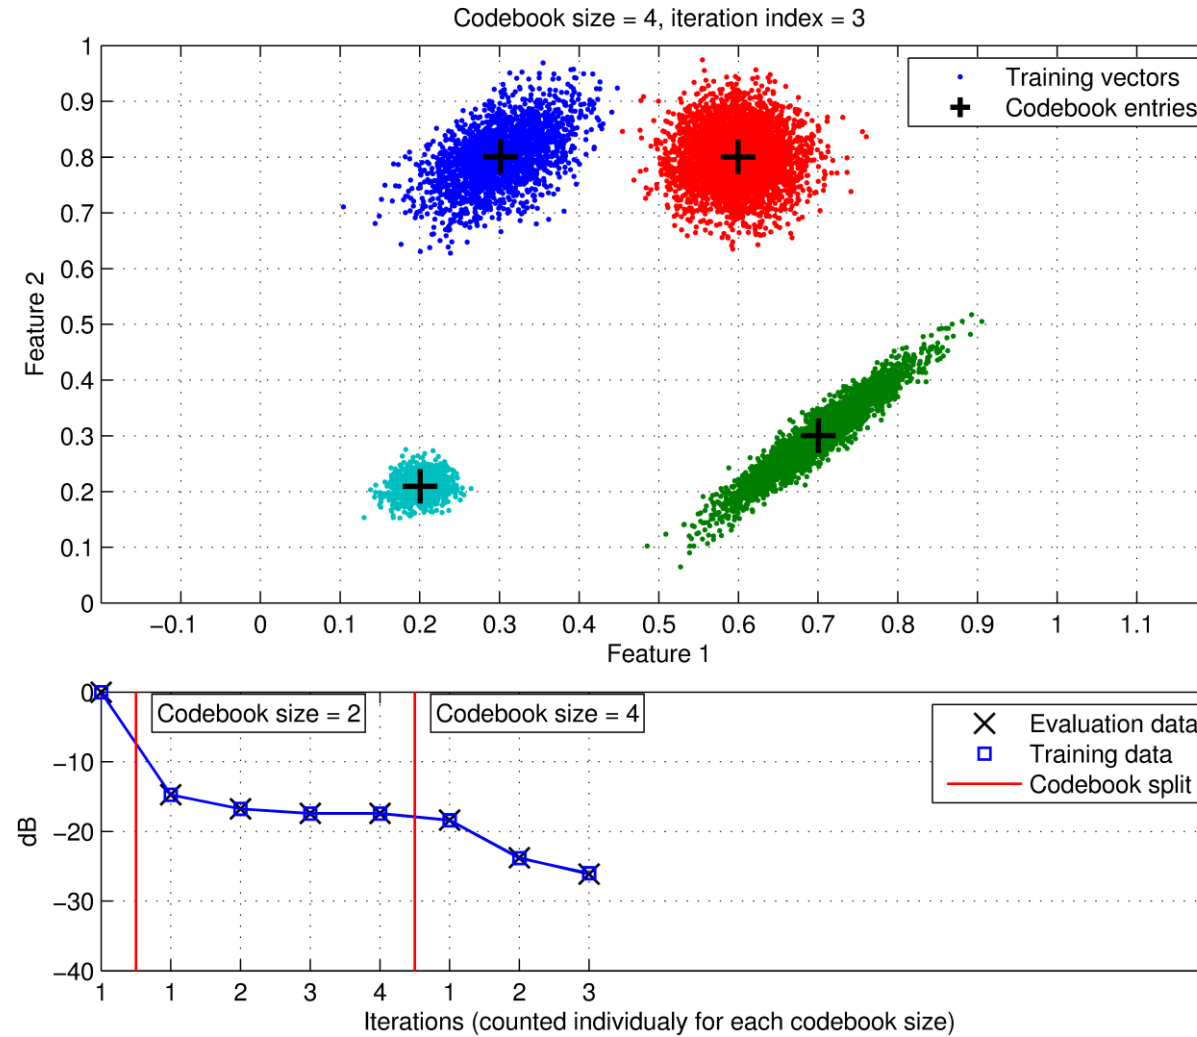 Codebook size = 4, iteration index = 3
1
0.9
0.8
0.7
0.6
0.5
0.4
0.3
0.2
0.1
0
Feature 2
Training vectors
Codebook entries
−0.1 0 0.1 0.2 0.3 0.4 0.5 0.6 0.7 0.8 0.9 1 1.1
Feature 1
0
−10
−20
−30
−40
dB
Codebook size = 2
Codebook size = 4
Evaluation data
Training data
Codebook split
1 1 2 3 4 1 2 3
Iterations (counted individualy for each codebook size)